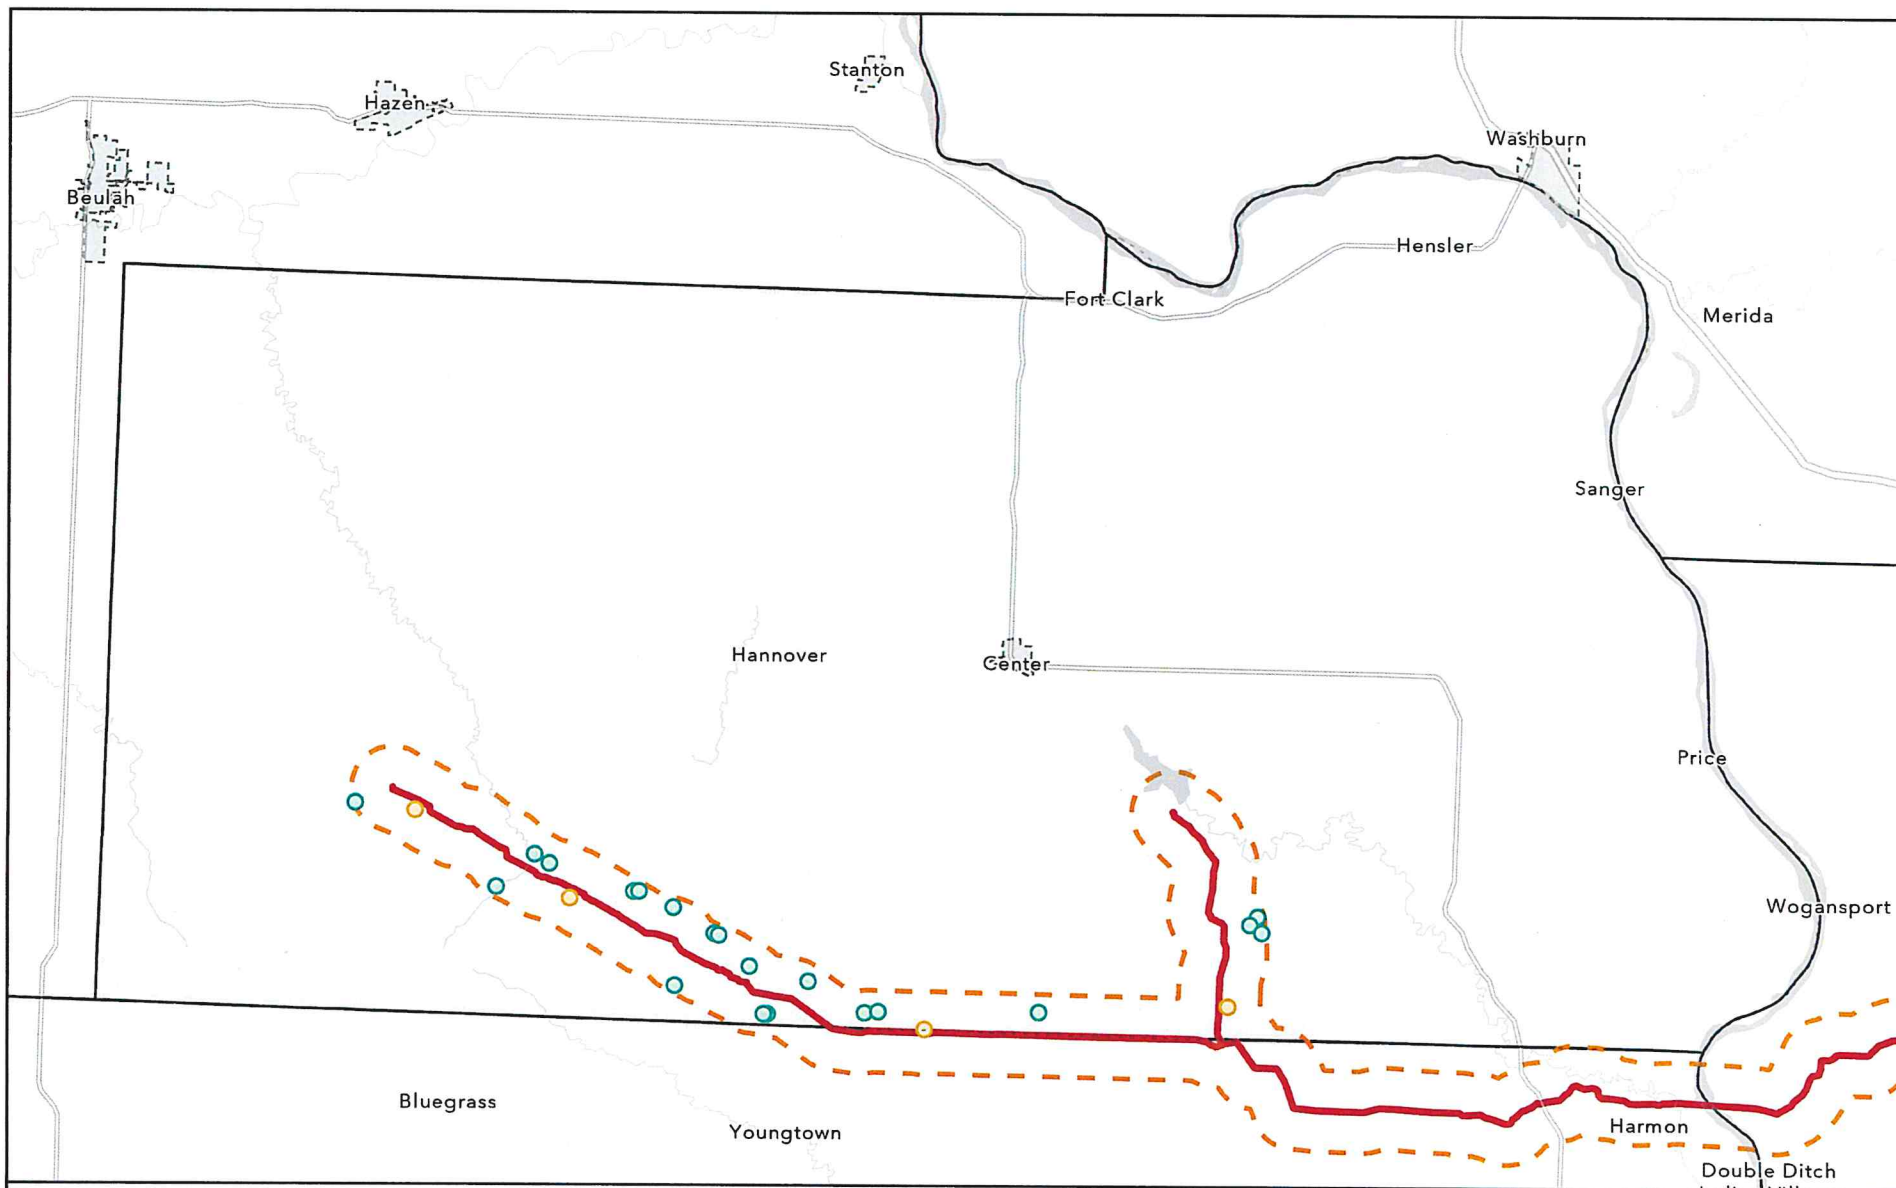 Stanton
Hazen
Washburn
Beulah
Hensler
Fort Clark
Merida
Sanger
Hannover
Center
Price
Wogansport
Bluegrass
Youngtown
Harmon
Double Ditch